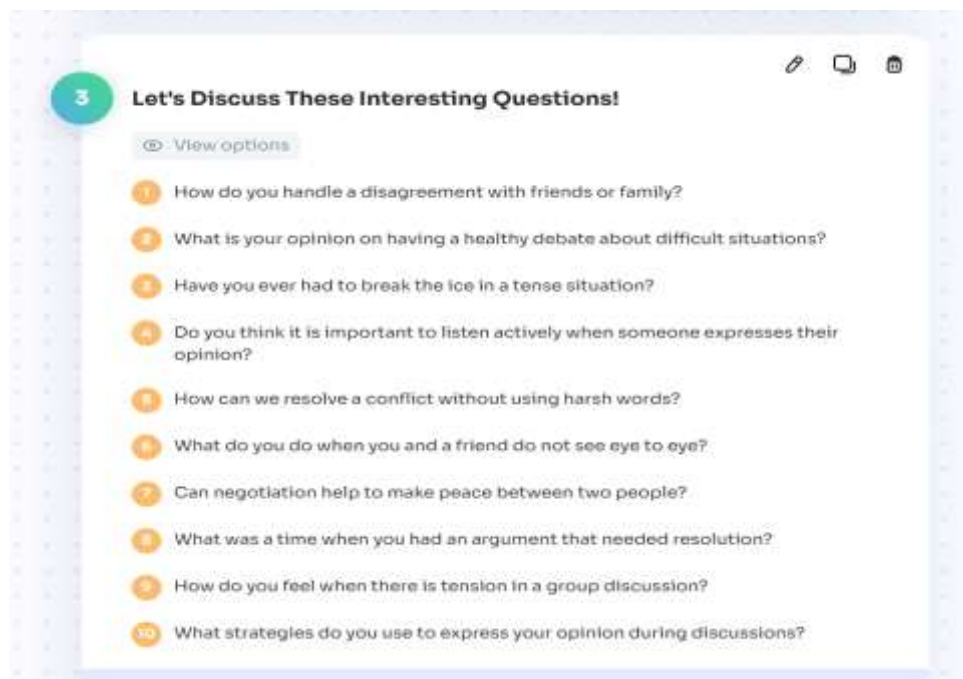 3
Let's Discuss These Interesting Questions!
View options
1 How do you handle a disagreement with friends or family?
2 What is your opinion on having a healthy debate about difficult situations?
3 Have you ever had to break the ice in a tense situation?
4 Do you think it is important to listen actively when someone expresses their
opinion?
5 How can we resolve a conflict without using harsh words?
6 What do you do when you and a friend do not see eye to eye?
7 Can negotiation help to make peace between two people?
8 What was a time when you had an argument that needed resolution?
9 How do you feel when there is tension in a group discussion?
10 What strategies do you use to express your opinion during discussions?